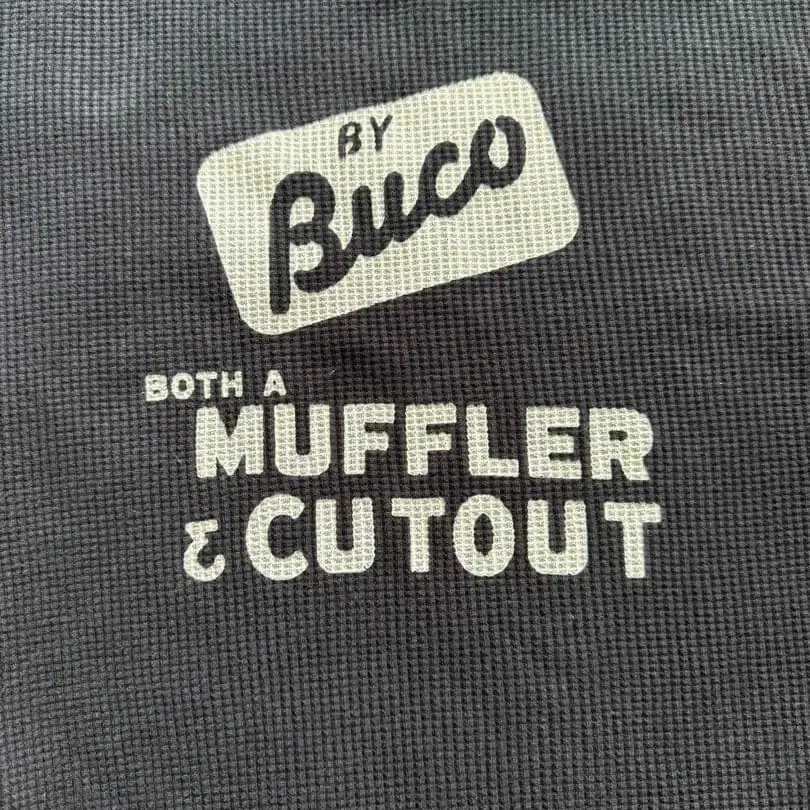 BY
Buco
BOTH A
MUFFLER
& CUTOUT